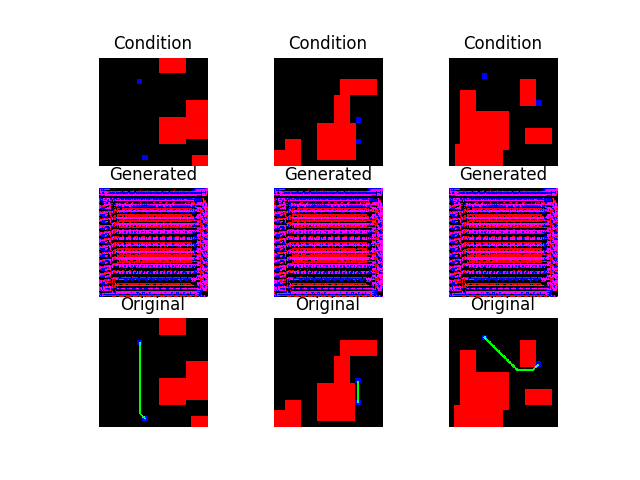 Condition Condition Condition
Generated Generated Generated
Original Original Original